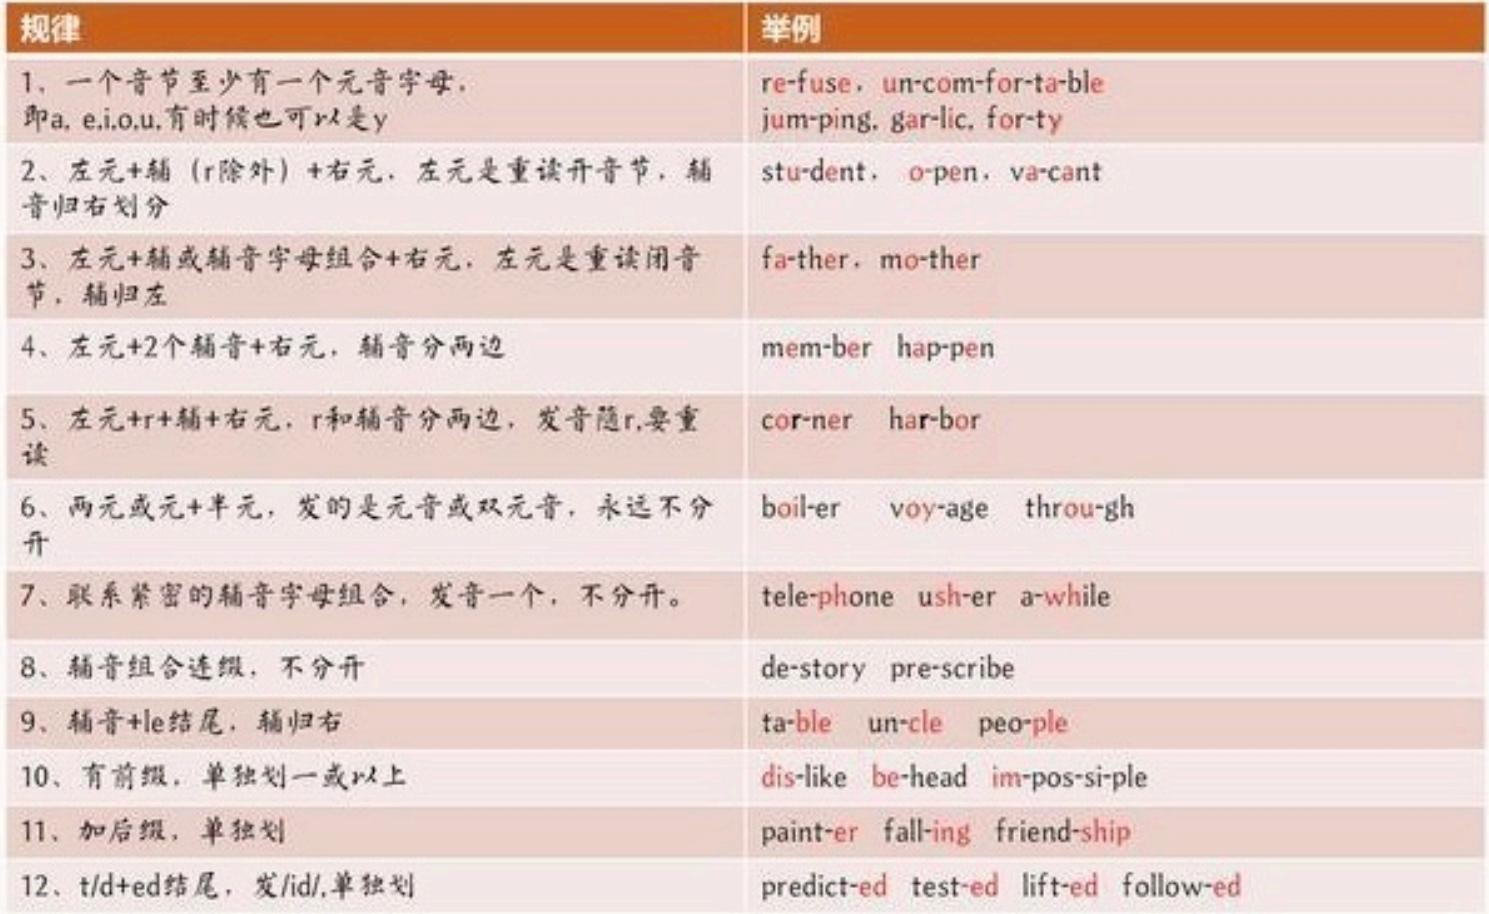 规律
举例
1、一个音节至少有一个元音字母，
即a, e,i,o,u,有时候也可以是y
re-fuse，un-com-for-ta-ble
jum-ping, gar-lic, for-ty
2、左元+辅（r除外）+右元，左元是重读开音节，辅
音归右划分
stu-dent， o-pen，va-cant
3、左元+辅或辅音字母组合+右元，左元是重读闭音
节，辅归左
fa-ther，mo-ther
4、左元+2个辅音+右元，辅音分两边
mem-ber hap-pen
5、左元+r+辅+右元，r和辅音分两边，发音随r,要重
读
cor-ner har-bor
6、两元或元+半元，发的是元音或双元音，永远不分
开
boil-er voy-age throu-gh
7、联系紧密的辅音字母组合，发音一个，不分开。
tele-phone ush-er a-while
8、辅音组合连缀，不分开
de-story pre-scribe
9、辅音+le结尾，辅归右
ta-ble un-cle peo-ple
10、有前缀，单独划一或以上
dis-like be-head im-pos-si-ple
11、加后缀，单独划
paint-er fall-ing friend-ship
12、t/d+ed结尾，发/id/,单独划
predict-ed test-ed lift-ed follow-ed